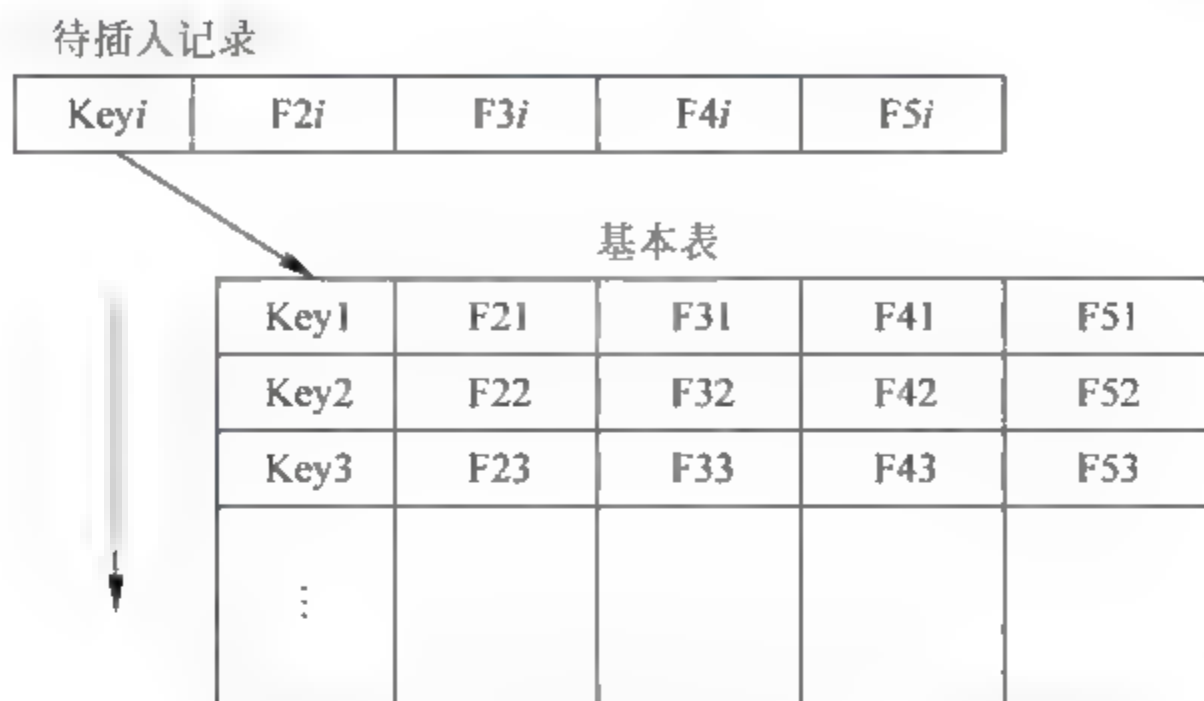 待插入记录
Keyi F2i F3i F4i F5i
基本表
Key1 F21 F31 F41 F51
Key2 F22 F32 F42 F52
Key3 F23 F33 F43 F53
⋮